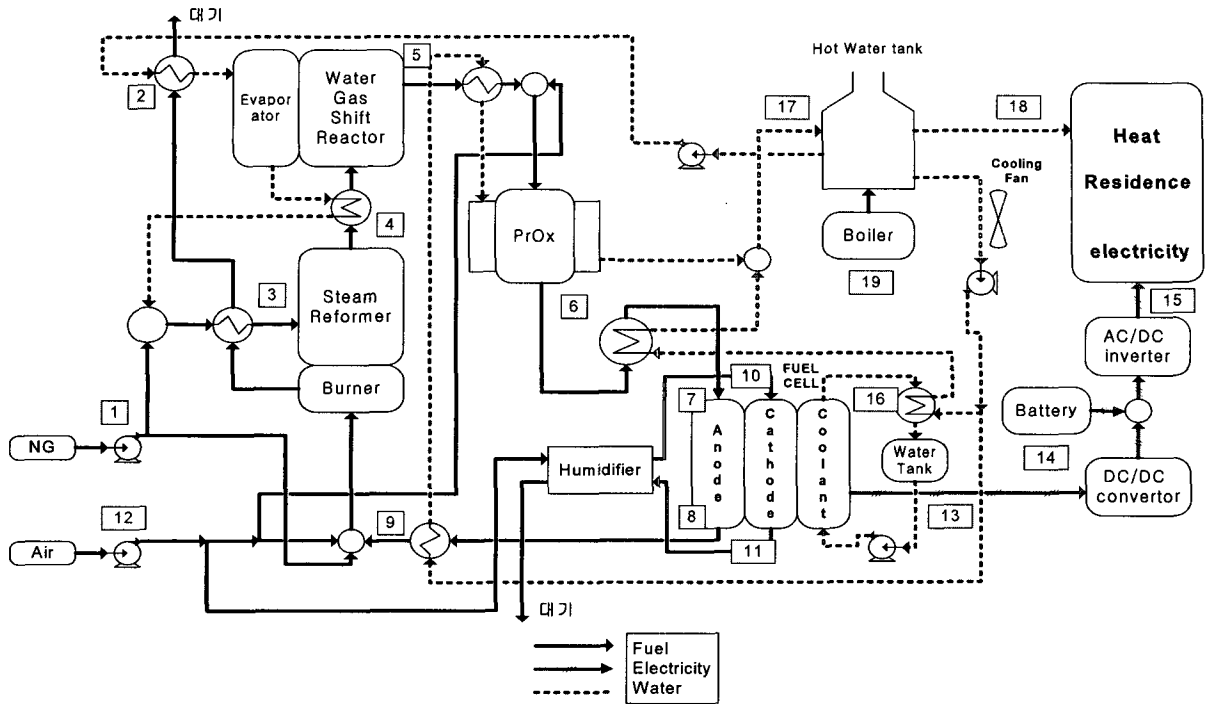 대기
2
Evapor
ator
Water
Gas
Shift
Reactor
5
Hot Water tank
17
18
Heat
Residence
electricity
Cooling
Fan
4
PrOx
Boiler
19
3
Steam
Reformer
6
15
AC/DC
inverter
Burner
10
FUEL
CELL
1
NG
7
Anode
8
Cathode
Coolant
16
Battery
14
Water
Tank
DC/DC
convertor
Humidifier
12
Air
9
11
13
대기
Fuel
Electricity
Water